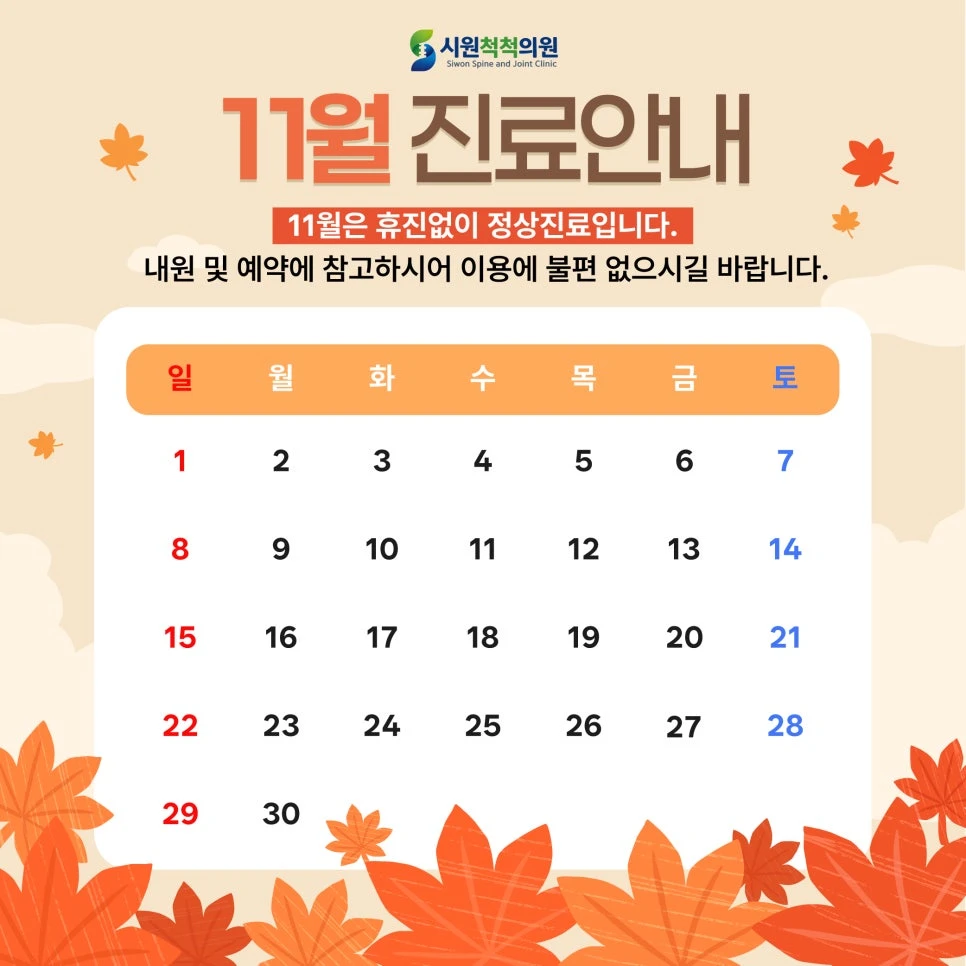 시원척척의원
Siwon Spine and Joint Clinic
11월 진료안내
11월은 휴진없이 정상진료입니다.
내원 및 예약에 참고하시어 이용에 불편 없으시길 바랍니다.
일 월 화 수 목 금 토
1 2 3 4 5 6 7
8 9 10 11 12 13 14
15 16 17 18 19 20 21
22 23 24 25 26 27 28
29 30